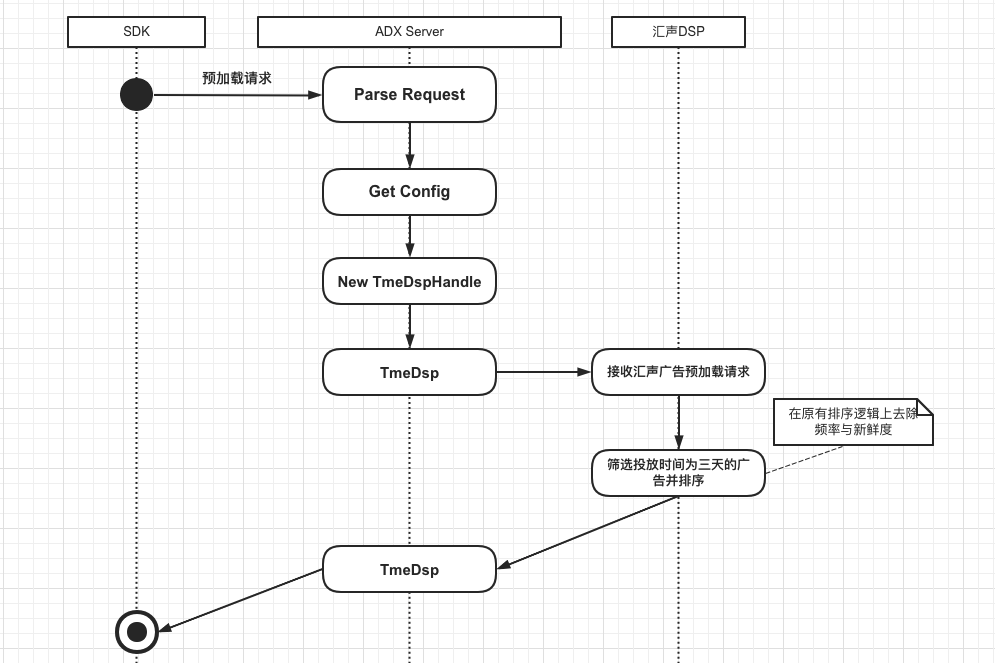 SDK
ADX Server
汇声DSP
预加载请求
Parse Request
Get Config
New TmeDspHandle
TmeDsp
接收汇声广告预加载请求
在原有排序逻辑上去除
频率与新鲜度
筛选投放时间为三天的广
告并排序
TmeDsp